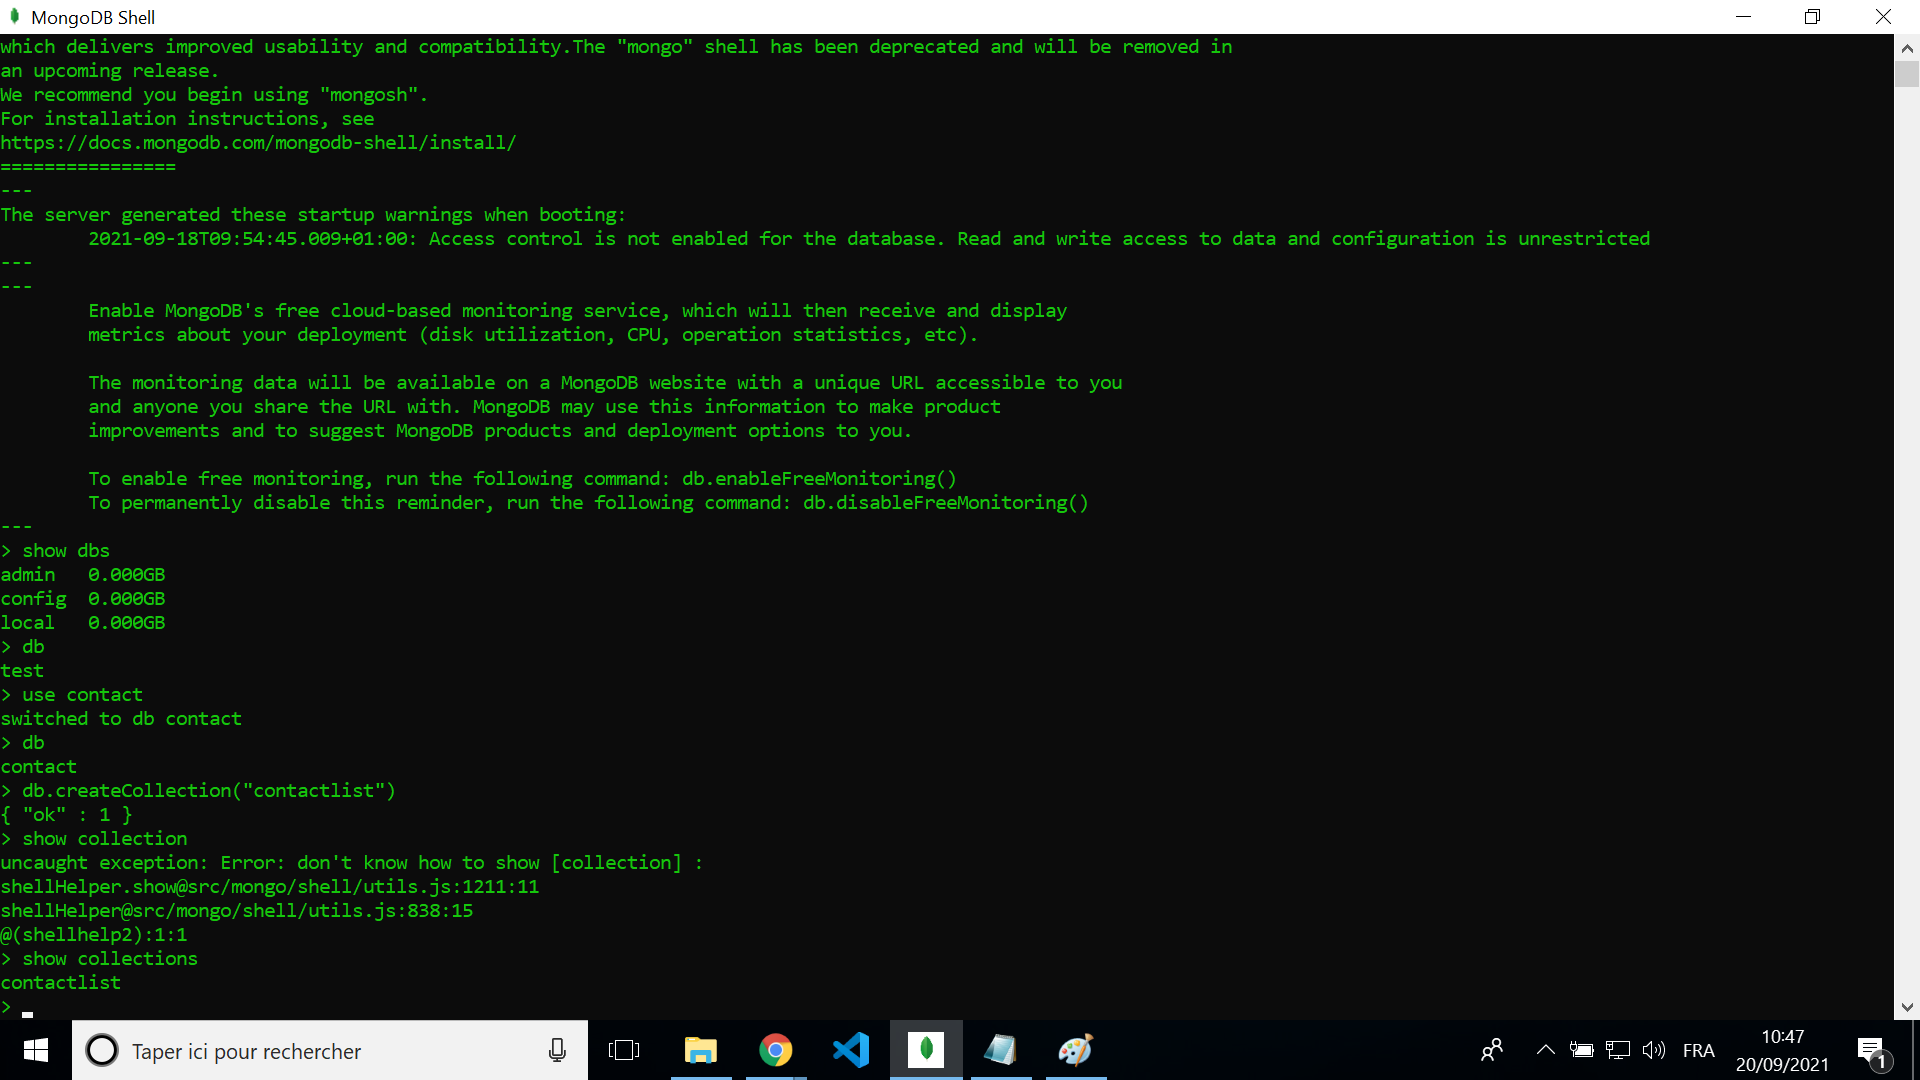 MongoDB Shell
which delivers improved usability and compatibility.The "mongo" shell has been deprecated and will be removed in
an upcoming release.
We recommend you begin using "mongosh".
For installation instructions, see
https://docs.mongodb.com/mongodb-shell/install/
================
---
The server generated these startup warnings when booting:
        2021-09-18T09:54:45.009+01:00: Access control is not enabled for the database. Read and write access to data and configuration is unrestricted
---
---
        Enable MongoDB's free cloud-based monitoring service, which will then receive and display
        metrics about your deployment (disk utilization, CPU, operation statistics, etc).

        The monitoring data will be available on a MongoDB website with a unique URL accessible to you
        and anyone you share the URL with. MongoDB may use this information to make product
        improvements and to suggest MongoDB products and deployment options to you.

        To enable free monitoring, run the following command: db.enableFreeMonitoring()
        To permanently disable this reminder, run the following command: db.disableFreeMonitoring()
---
> show dbs
admin   0.000GB
config  0.000GB
local   0.000GB
> db
test
> use contact
switched to db contact
> db
contact
> db.createCollection("contactlist")
{ "ok" : 1 }
> show collection
uncaught exception: Error: don't know how to show [collection] :
shellHelper.show@src/mongo/shell/utils.js:1211:11
shellHelper@src/mongo/shell/utils.js:838:15
@(shellhelp2):1:1
> show collections
contactlist
>
Taper ici pour rechercher
FRA
10:47
20/09/2021
1